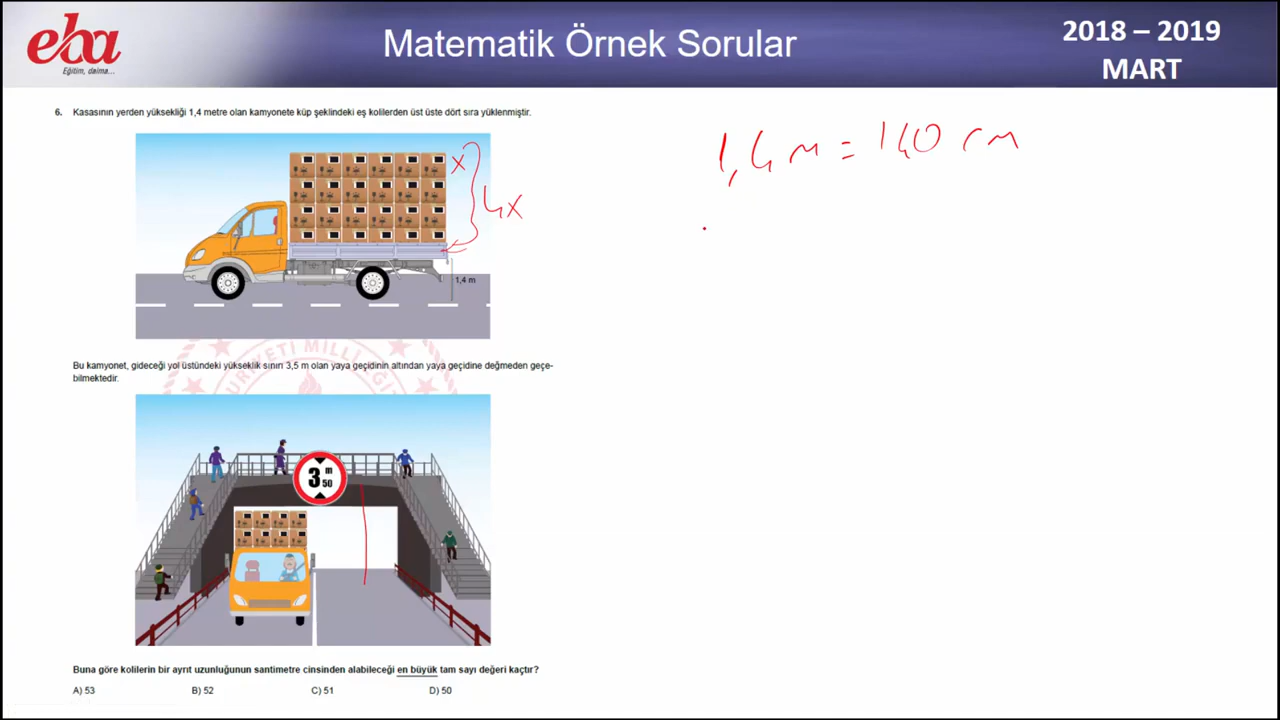 eba
Eğitim, daima...
Matematik Örnek Sorular
2018 – 2019
MART
6. Kasasının yerden yüksekliği 1,4 metre olan kamyonete küp şeklindeki eş kolilerden üst üste dört sıra yüklenmiştir.
x
4x
1,4 m
1,4 m = 140 cm
Bu kamyonet, gideceği yol üstündeki yükseklik sınırı 3,5 m olan yaya geçidinin altından yaya geçidine değmeden geçe-
bilmektedir.
3 m 50
Buna göre kolilerin bir ayrıt uzunluğunun santimetre cinsinden alabileceği en büyük tam sayı değeri kaçtır?
A) 53 B) 52 C) 51 D) 50